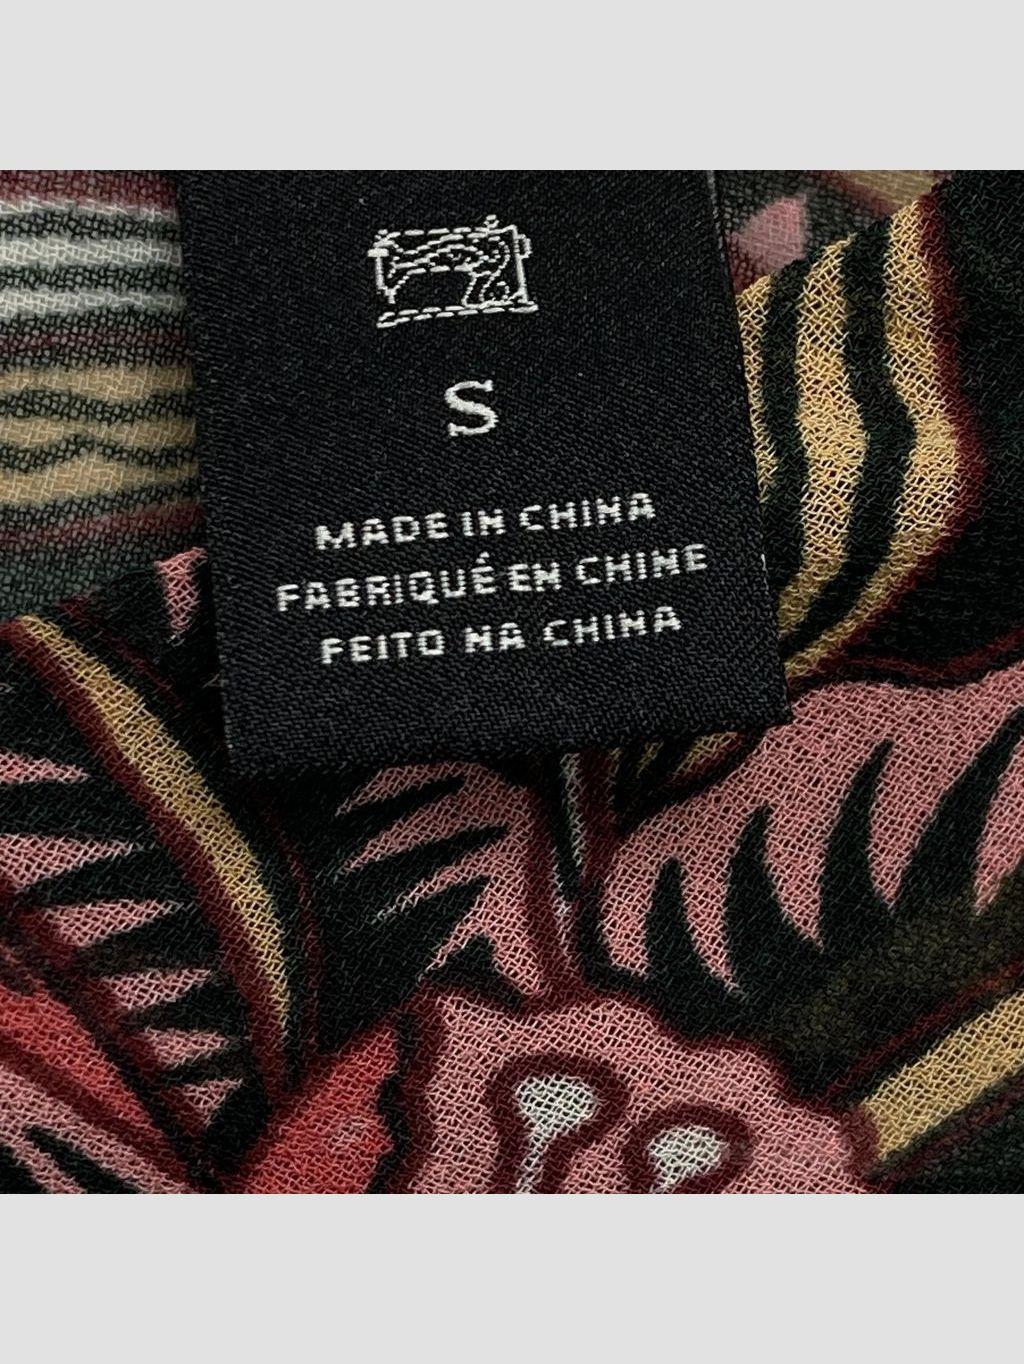 S
MADE IN CHINA
FABRIQUÉ EN CHINE
FEITO NA CHINA